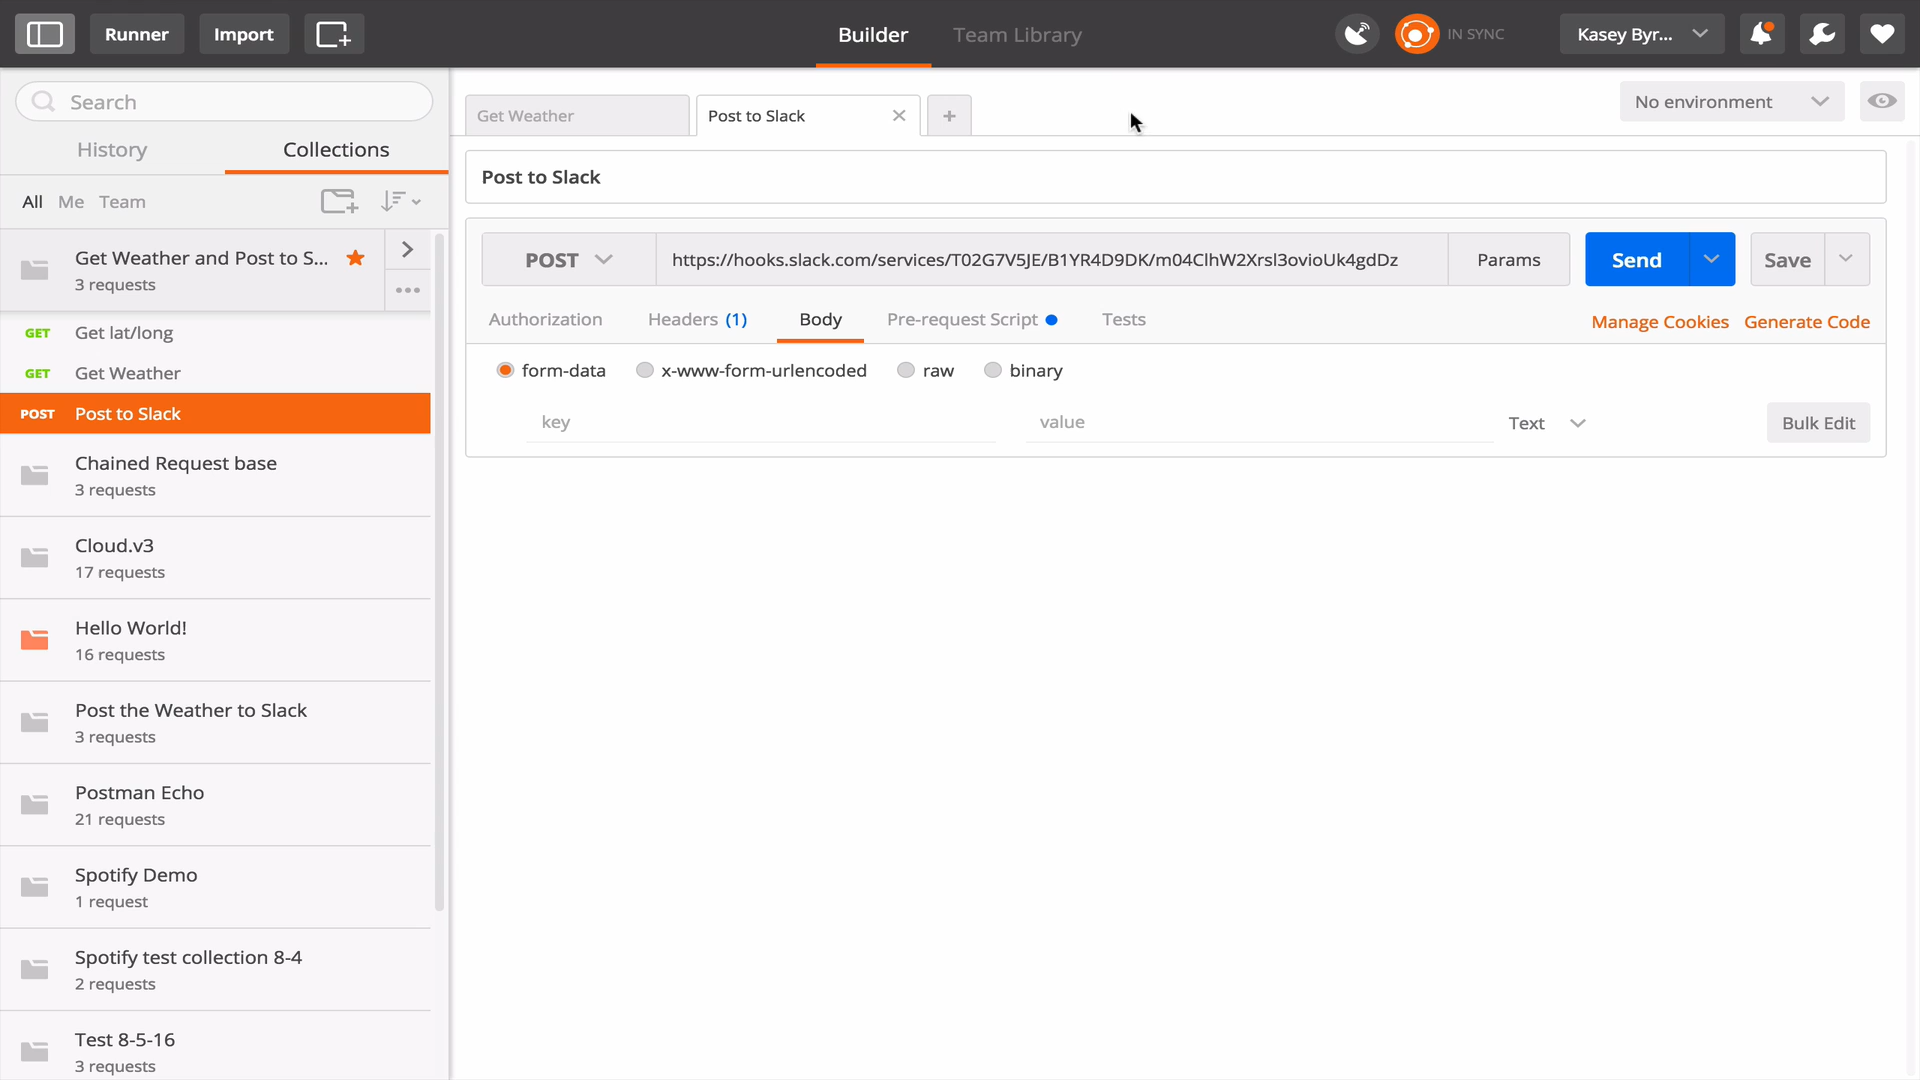 Runner
Import
Builder
Team Library
IN SYNC
Kasey Byr...
Search
History
Collections
All
Me
Team
Get Weather and Post to S...
3 requests
GET Get lat/long
GET Get Weather
POST Post to Slack
Chained Request base
3 requests
Cloud.v3
17 requests
Hello World!
16 requests
Post the Weather to Slack
3 requests
Postman Echo
21 requests
Spotify Demo
1 request
Spotify test collection 8-4
2 requests
Test 8-5-16
3 requests
Get Weather
Post to Slack
No environment
Post to Slack
POST
https://hooks.slack.com/services/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
Params
Send
Save
Authorization
Headers (1)
Body
Pre-request Script
Tests
Manage Cookies
Generate Code
form-data
x-www-form-urlencoded
raw
binary
key
value
Text
Bulk Edit